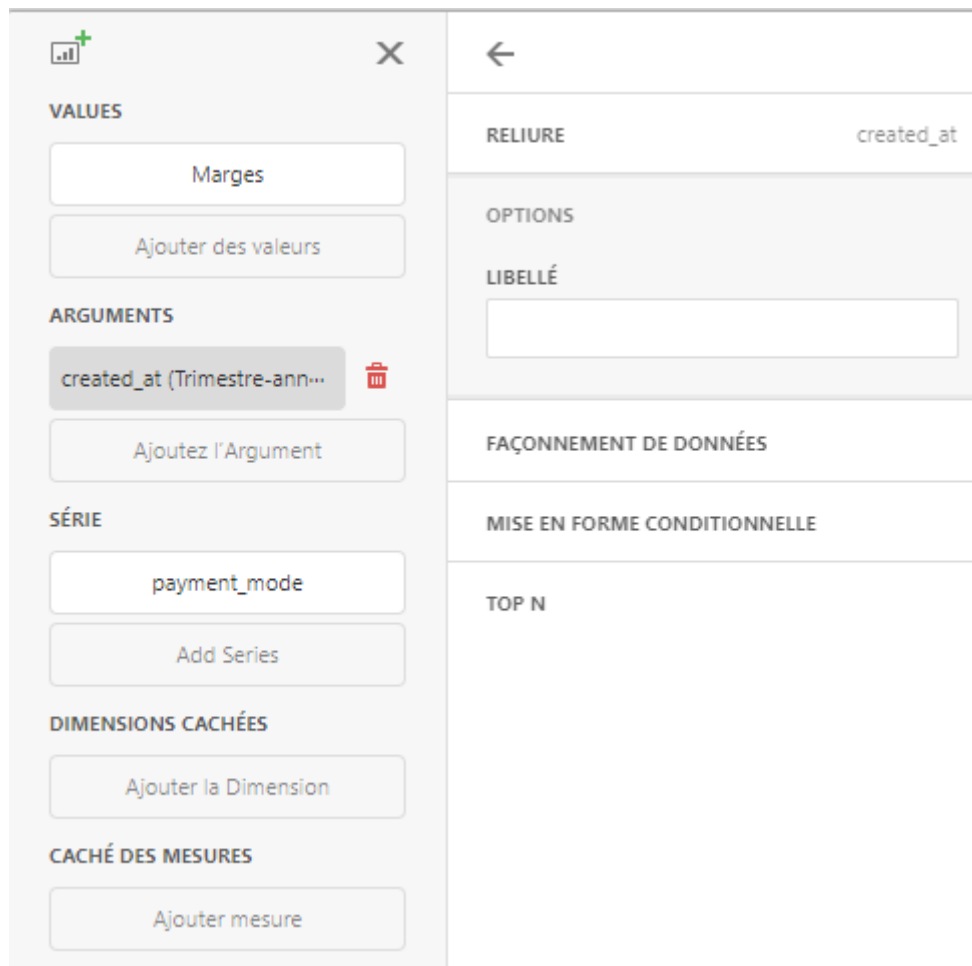 VALUES
Marges
Ajouter des valeurs
ARGUMENTS
created_at (Trimestre-ann···
Ajoutez l'Argument
SÉRIE
payment_mode
Add Series
DIMENSIONS CACHÉES
Ajouter la Dimension
CACHÉ DES MESURES
Ajouter mesure
RELIURE created_at
OPTIONS
LIBELLÉ
FAÇONNEMENT DE DONNÉES
MISE EN FORME CONDITIONNELLE
TOP N